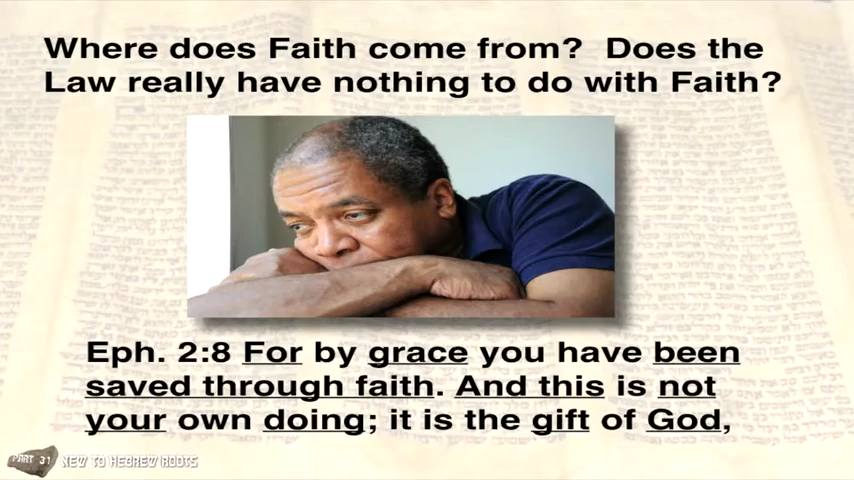 Where does Faith come from? Does the
Law really have nothing to do with Faith?
Eph. 2:8 For by grace you have been
saved through faith. And this is not
your own doing; it is the gift of God,
PART 31 NEW TO HEBREW ROOTS